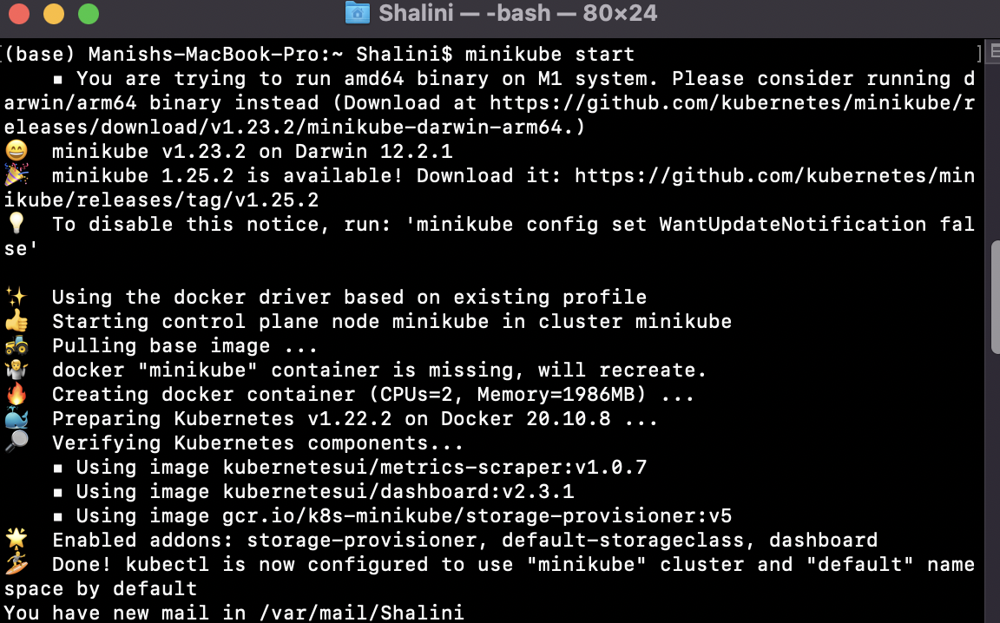 Shalini — -bash — 80×24
(base) Manishs-MacBook-Pro:~ Shalini$ minikube start
▪ You are trying to run amd64 binary on M1 system. Please consider running d
arwin/arm64 binary instead (Download at https://github.com/kubernetes/minikube/r
eleases/download/v1.23.2/minikube-darwin-arm64.)
😄 minikube v1.23.2 on Darwin 12.2.1
🎉 minikube 1.25.2 is available! Download it: https://github.com/kubernetes/min
ikube/releases/tag/v1.25.2
💡 To disable this notice, run: 'minikube config set WantUpdateNotification fal
se'
✨ Using the docker driver based on existing profile
👍 Starting control plane node minikube in cluster minikube
🚜 Pulling base image ...
🤷 docker "minikube" container is missing, will recreate.
🔥 Creating docker container (CPUs=2, Memory=1986MB) ...
🐳 Preparing Kubernetes v1.22.2 on Docker 20.10.8 ...
🔎 Verifying Kubernetes components...
▪ Using image kubernetesui/metrics-scraper:v1.0.7
▪ Using image kubernetesui/dashboard:v2.3.1
▪ Using image gcr.io/k8s-minikube/storage-provisioner:v5
🌟 Enabled addons: storage-provisioner, default-storageclass, dashboard
🏄 Done! kubectl is now configured to use "minikube" cluster and "default" name
space by default
You have new mail in /var/mail/Shalini